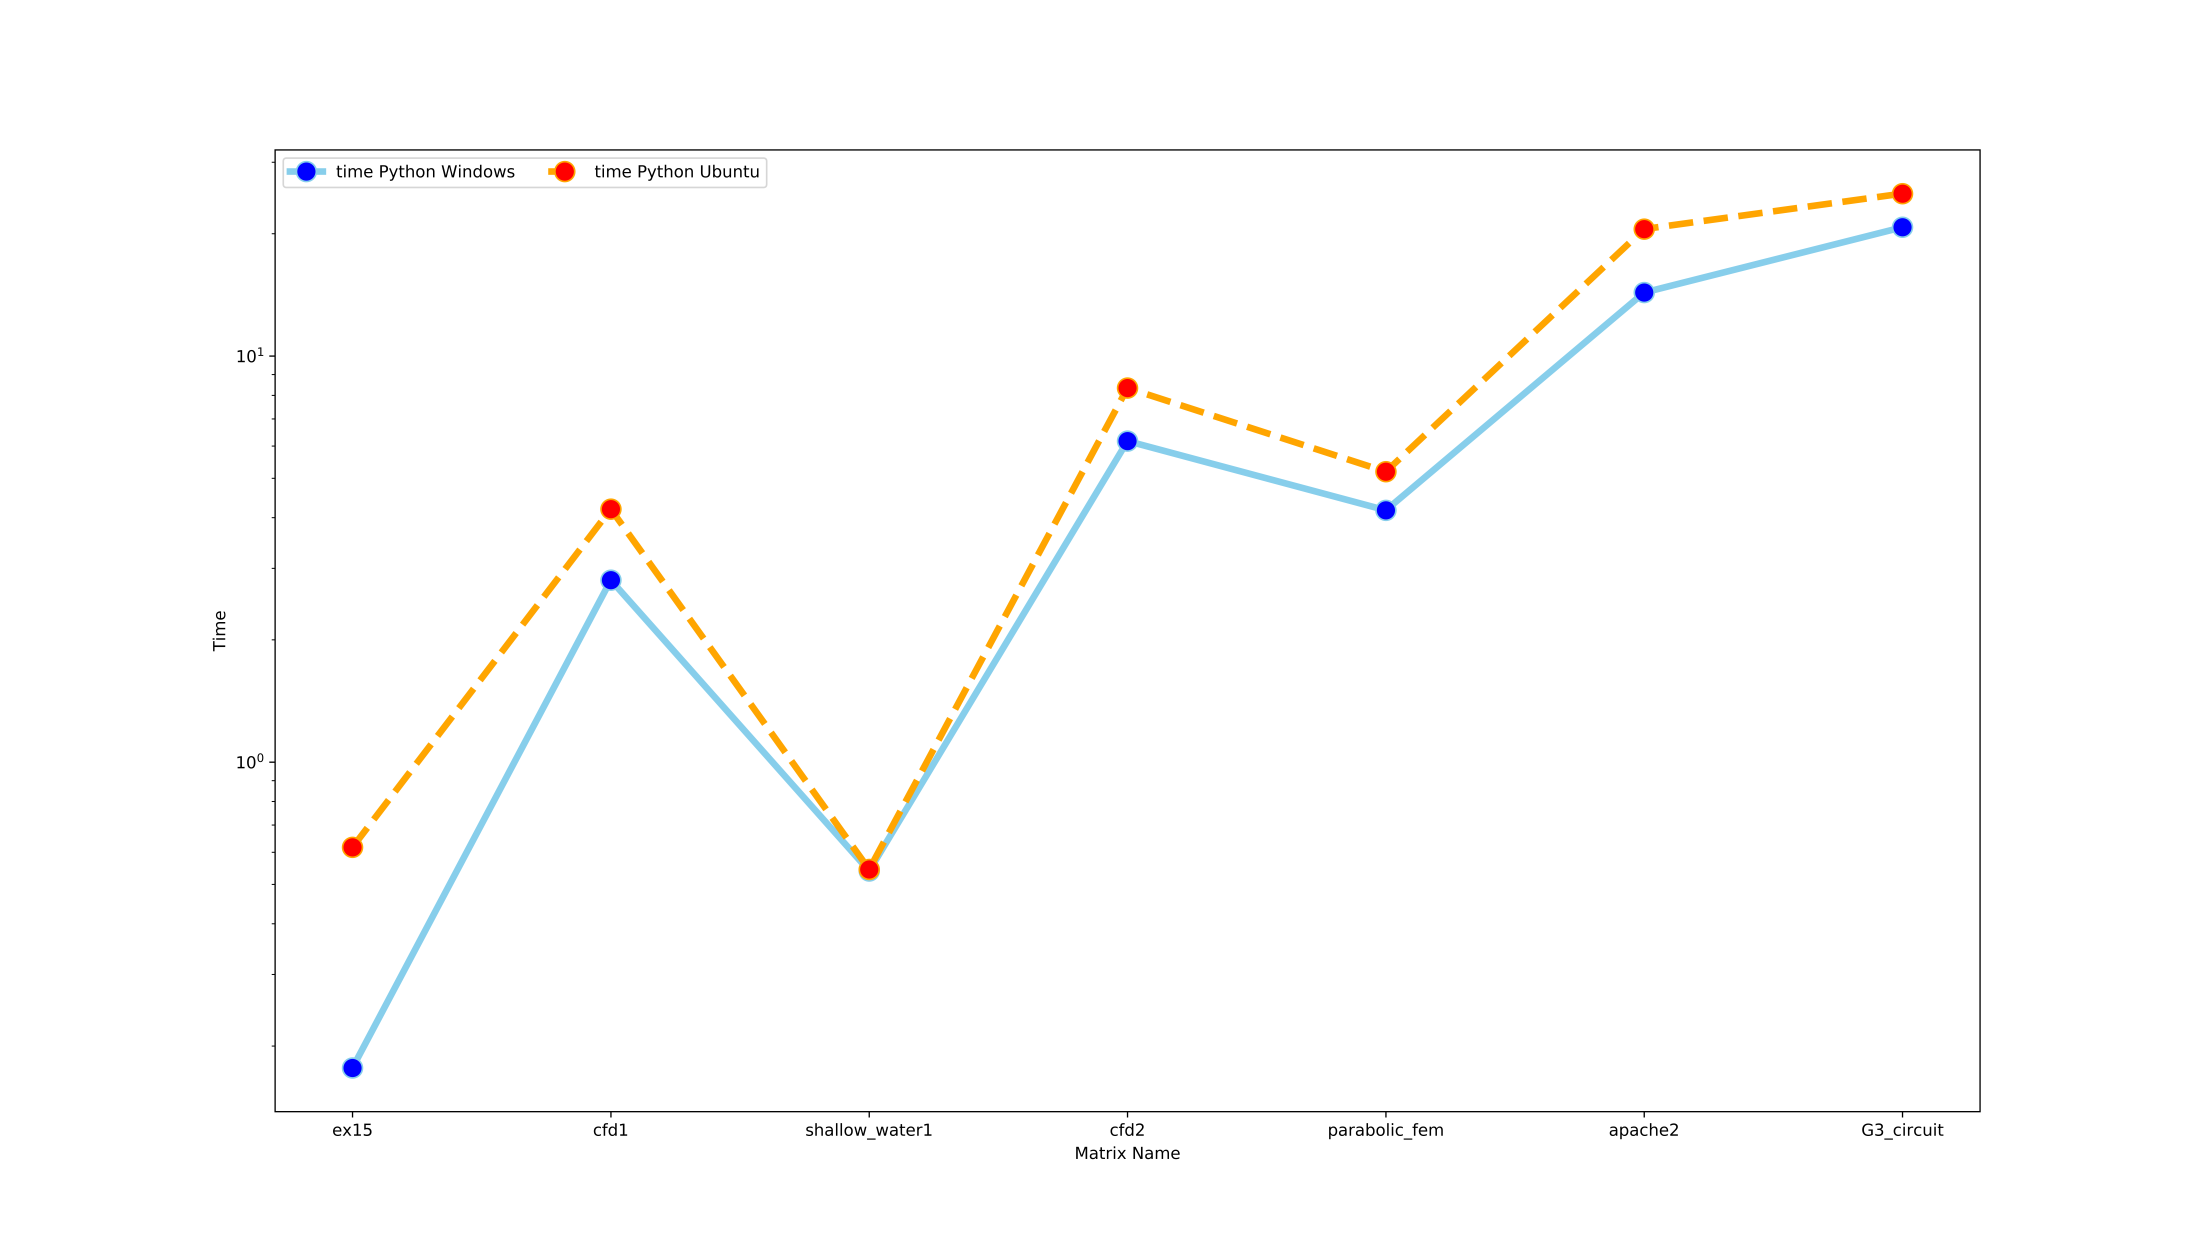 time Python Windows time Python Ubuntu
10¹
10⁰
Time
ex15 cfd1 shallow_water1 cfd2 parabolic_fem apache2 G3_circuit
Matrix Name